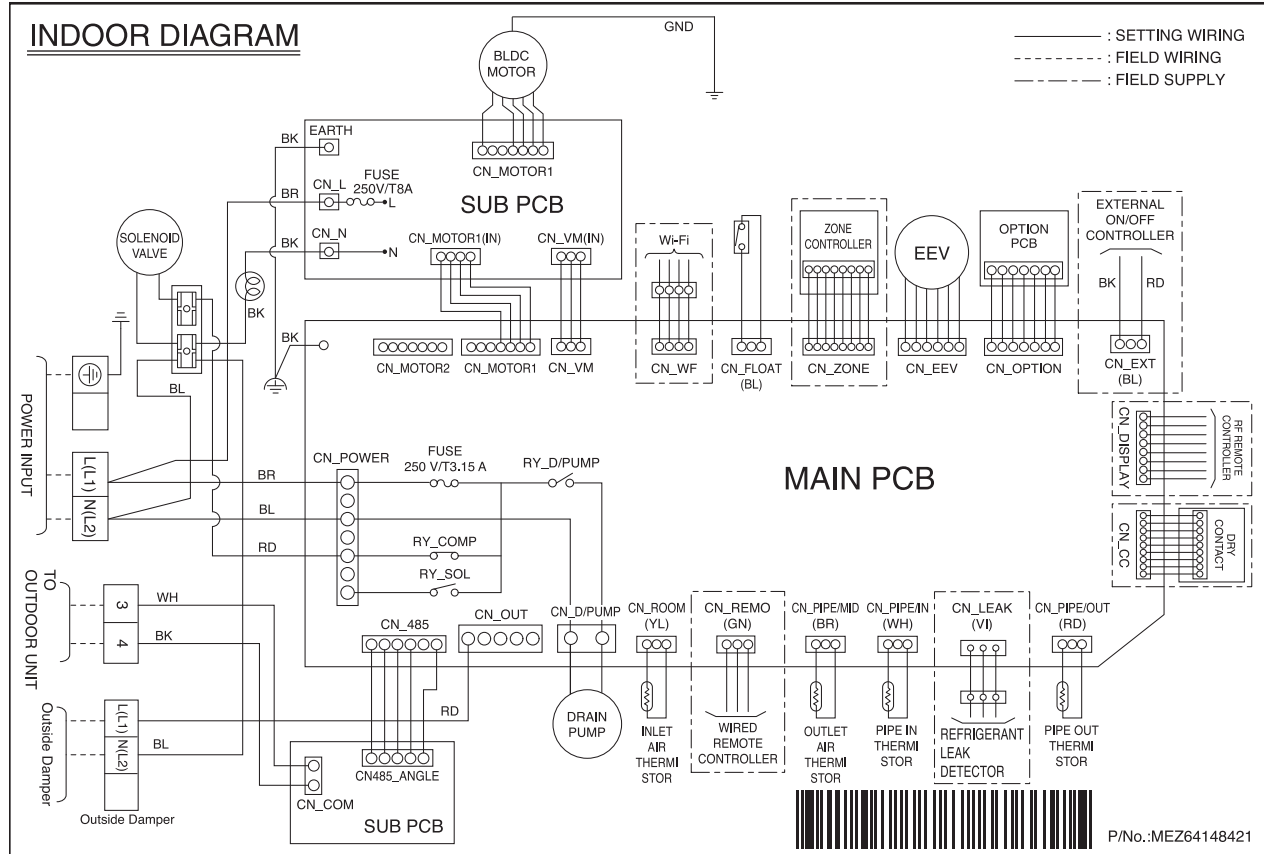 INDOOR DIAGRAM
GND
: SETTING WIRING
: FIELD WIRING
: FIELD SUPPLY
BLDC
MOTOR
BK
EARTH
CN_MOTOR1
BR
CN_L
FUSE
250V/T8A
L
SUB PCB
BK
CN_N
N
CN_MOTOR1(IN)
CN_VM(IN)
SOLENOID
VALVE
BK
BK
Wi-Fi
ZONE
CONTROLLER
EEV
OPTION
PCB
EXTERNAL
ON/OFF
CONTROLLER
BK
RD
CN_MOTOR2
CN_MOTOR1
CN_VM
CN_WF
CN_FLOAT
(BL)
CN_ZONE
CN_EEV
CN_OPTION
CN_EXT
(BL)
BL
POWER INPUT
L(L1)
N(L2)
CN_POWER
FUSE
250 V/T3.15 A
RY_D/PUMP
BR
BL
RD
RY_COMP
RY_SOL
MAIN PCB
CN_DISPLAY
RF REMOTE
CONTROLLER
CN_CC
DRY
CONTACT
TO
OUTDOOR UNIT
3
4
WH
BK
CN_485
CN_OUT
CN_D/PUMP
CN_ROOM
(YL)
CN_REMO
(GN)
CN_PIPE/MID
(BR)
CN_PIPE/IN
(WH)
CN_LEAK
(VI)
CN_PIPE/OUT
(RD)
RD
DRAIN
PUMP
INLET
AIR
THERMI
STOR
WIRED
REMOTE
CONTROLLER
OUTLET
AIR
THERMI
STOR
PIPE IN
THERMI
STOR
REFRIGERANT
LEAK
DETECTOR
PIPE OUT
THERMI
STOR
Outside Damper
L(L1)
N(L2)
BL
Outside Damper
CN485_ANGLE
CN_COM
SUB PCB
P/No.:MEZ64148421